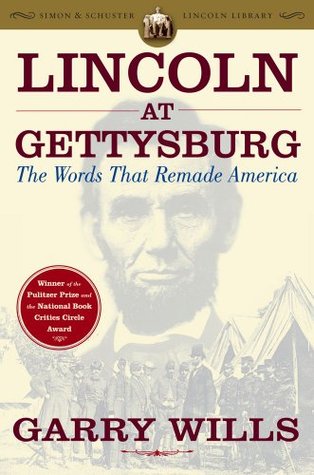 SIMON & SCHUSTER LINCOLN LIBRARY
LINCOLN
AT
GETTYSBURG
The Words That Remade America
Winner of the
Pulitzer Prize and
the National Book
Critics Circle
Award
GARRY WILLS